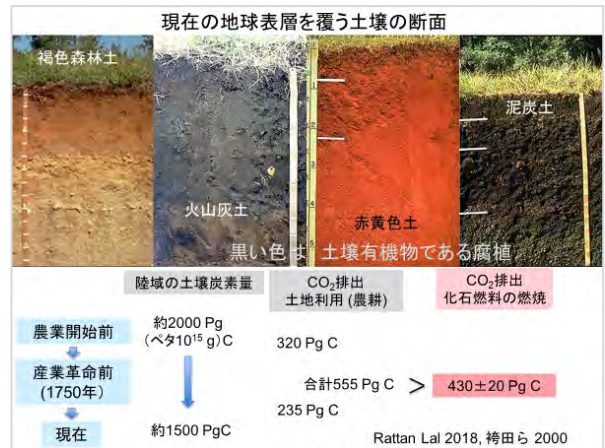 現在の地球表層を覆う土壌の断面
褐色森林土
火山灰土
赤黄色土
泥炭土
黒い色は 土壌有機物である腐植
陸域の土壌炭素量
CO₂排出
土地利用 (農耕)
CO₂排出
化石燃料の燃焼
農業開始前
約2000 Pg
(ペタ10¹⁵ g) C
320 Pg C
産業革命前
(1750年)
合計555 Pg C > 430±20 Pg C
235 Pg C
現在
約1500 PgC
Rattan Lal 2018, 袴田ら 2000